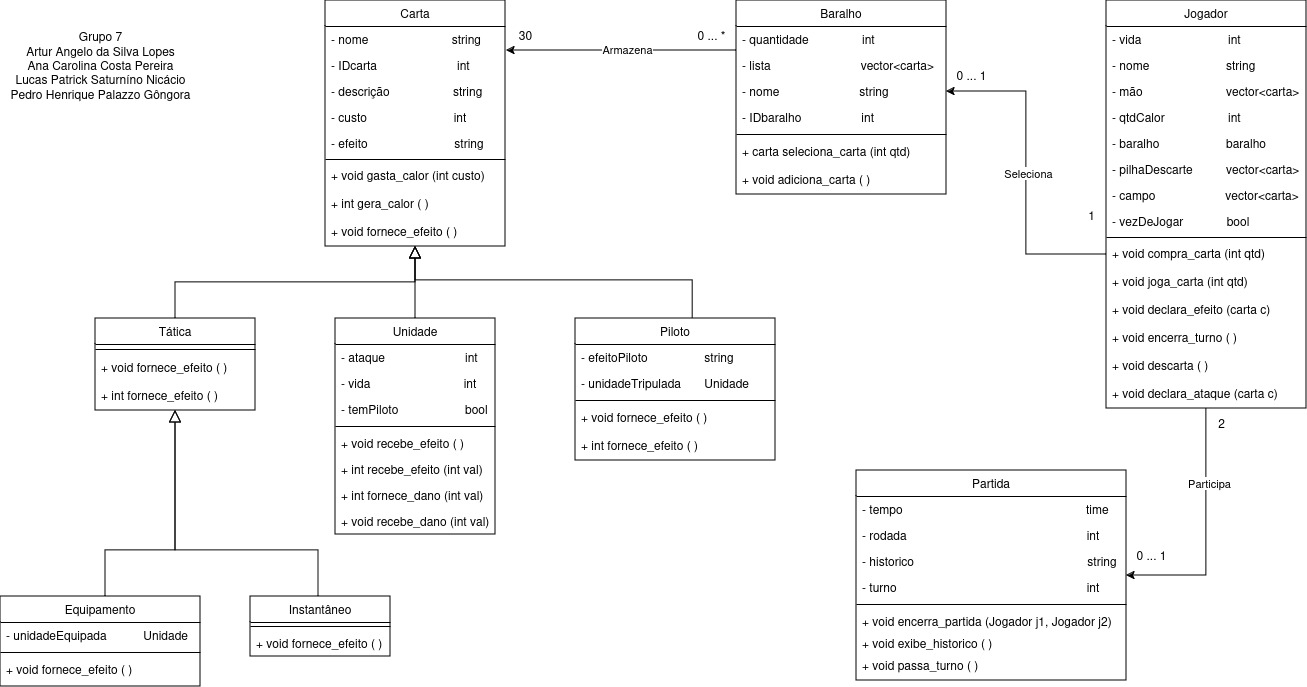 Grupo 7
Artur Angelo da Silva Lopes
Ana Carolina Costa Pereira
Lucas Patrick Saturníno Nicácio
Pedro Henrique Palazzo Gôngora
Carta
- nome string
- IDcarta int
- descrição string
- custo int
- efeito string
+ void gasta_calor (int custo)
+ int gera_calor ( )
+ void fornece_efeito ( )
30
Armazena
0 ... *
Baralho
- quantidade int
- lista vector<carta>
- nome string
- IDbaralho int
+ carta seleciona_carta (int qtd)
+ void adiciona_carta ( )
0 ... 1
Seleciona
1
Jogador
- vida int
- nome string
- mão vector<carta>
- qtdCalor int
- baralho baralho
- pilhaDescarte vector<carta>
- campo vector<carta>
- vezDeJogar bool
+ void compra_carta (int qtd)
+ void joga_carta (int qtd)
+ void declara_efeito (carta c)
+ void encerra_turno ( )
+ void descarta ( )
+ void declara_ataque (carta c)
Tática
+ void fornece_efeito ( )
+ int fornece_efeito ( )
Unidade
- ataque int
- vida int
- temPiloto bool
+ void recebe_efeito ( )
+ int recebe_efeito (int val)
+ int fornece_dano (int val)
+ void recebe_dano (int val)
Piloto
- efeitoPiloto string
- unidadeTripulada Unidade
+ void fornece_efeito ( )
+ int fornece_efeito ( )
2
Participa
0 ... 1
Partida
- tempo time
- rodada int
- historico string
- turno int
+ void encerra_partida (Jogador j1, Jogador j2)
+ void exibe_historico ( )
+ void passa_turno ( )
Equipamento
- unidadeEquipada Unidade
+ void fornece_efeito ( )
Instantâneo
+ void fornece_efeito ( )